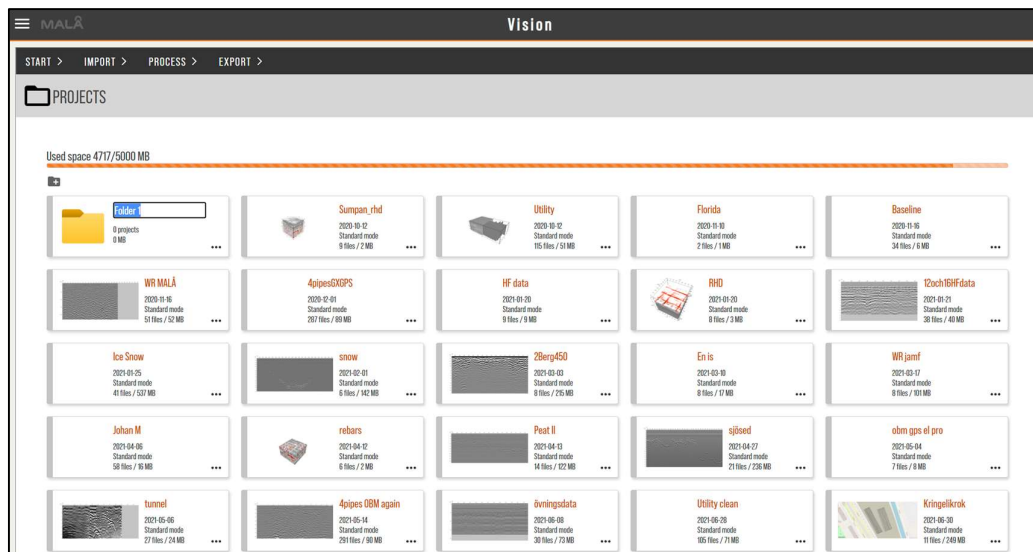 MALÅ
Vision
START >
IMPORT >
PROCESS >
EXPORT >
PROJECTS
Used space 4717/5000 MB
Folder 1
0 projects
0 MB
Sumpan_rhd
2020-10-12
Standard mode
9 files / 2 MB
Utility
2020-10-12
Standard mode
115 files / 51 MB
Florida
2020-11-10
Standard mode
2 files / 1 MB
Baseline
2020-11-16
Standard mode
34 files / 6 MB
WR MALÅ
2020-11-16
Standard mode
51 files / 52 MB
4pipesGXGPS
2020-12-01
Standard mode
287 files / 89 MB
HF data
2021-01-20
Standard mode
9 files / 9 MB
RHD
2021-01-20
Standard mode
8 files / 3 MB
12och16HFdata
2021-01-21
Standard mode
38 files / 40 MB
Ice Snow
2021-01-25
Standard mode
41 files / 537 MB
snow
2021-02-01
Standard mode
6 files / 142 MB
2Berg450
2021-03-03
Standard mode
8 files / 215 MB
En is
2021-03-10
Standard mode
8 files / 17 MB
WR jamf
2021-03-17
Standard mode
8 files / 101 MB
Johan M
2021-04-06
Standard mode
58 files / 16 MB
rebars
2021-04-12
Standard mode
6 files / 2 MB
Peat II
2021-04-13
Standard mode
14 files / 122 MB
sjösed
2021-04-27
Standard mode
21 files / 236 MB
obm gps el pro
2021-05-04
Standard mode
7 files / 8 MB
tunnel
2021-05-06
Standard mode
27 files / 24 MB
4pipes OBM again
2021-05-14
Standard mode
291 files / 90 MB
övningsdata
2021-06-08
Standard mode
30 files / 73 MB
Utility clean
2021-06-28
Standard mode
105 files / 71 MB
Kringelikrok
2021-06-30
Standard mode
11 files / 249 MB